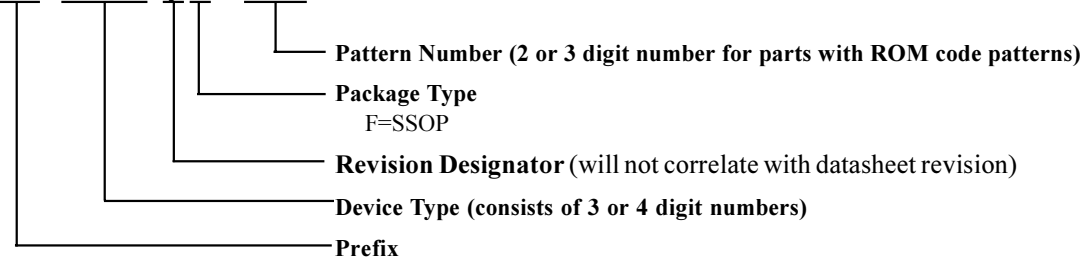 Pattern Number (2 or 3 digit number for parts with ROM code patterns)
Package Type
F=SSOP
Revision Designator (will not correlate with datasheet revision)
Device Type (consists of 3 or 4 digit numbers)
Prefix